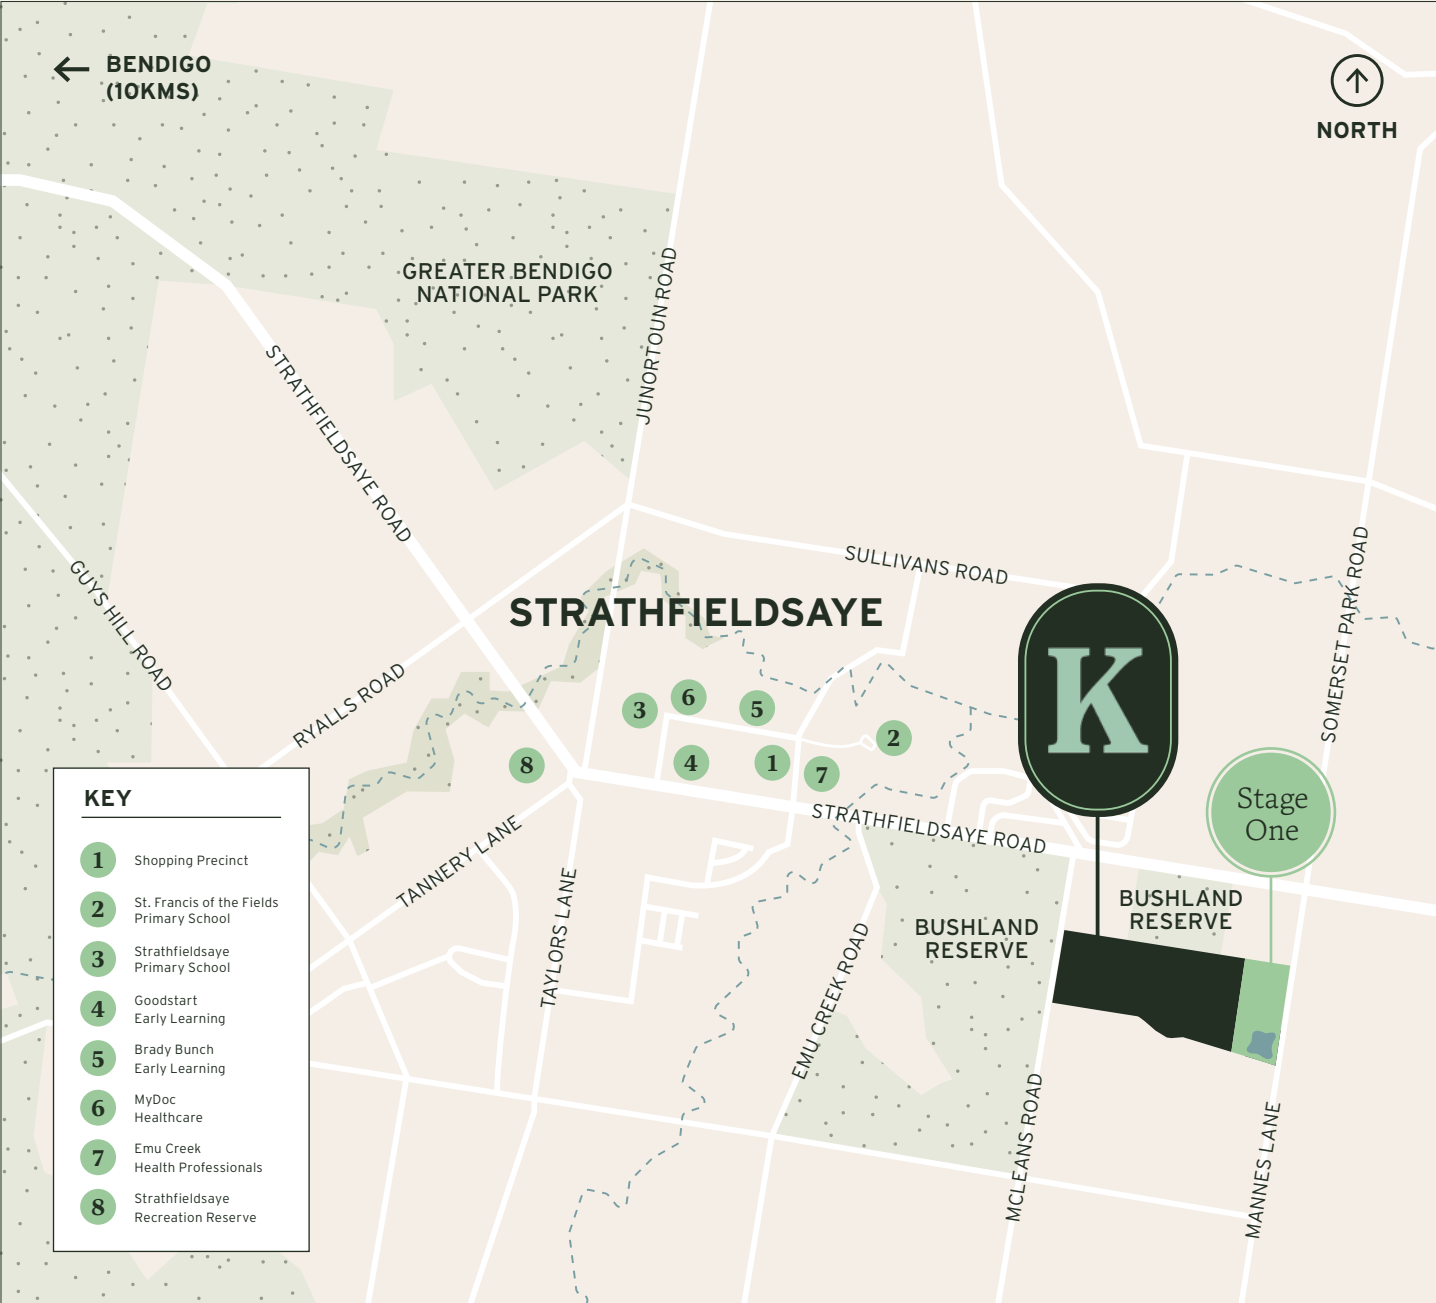 BENDIGO
(10KMS)
NORTH
GREATER BENDIGO
NATIONAL PARK
JUNORTOUN ROAD
STRATHFIELDSAYE ROAD
GUYS HILL ROAD
RYALLS ROAD
SULLIVANS ROAD
STRATHFIELDSAYE
SOMERSET PARK ROAD
K
3
6
5
2
8
4
1
7
Stage
One
STRATHFIELDSAYE ROAD
TANNERY LANE
TAYLORS LANE
EMU CREEK ROAD
BUSHLAND
RESERVE
BUSHLAND
RESERVE
MCLEANS ROAD
MANNES LANE
KEY
1 Shopping Precinct
2 St. Francis of the Fields
Primary School
3 Strathfieldsaye
Primary School
4 Goodstart
Early Learning
5 Brady Bunch
Early Learning
6 MyDoc
Healthcare
7 Emu Creek
Health Professionals
8 Strathfieldsaye
Recreation Reserve